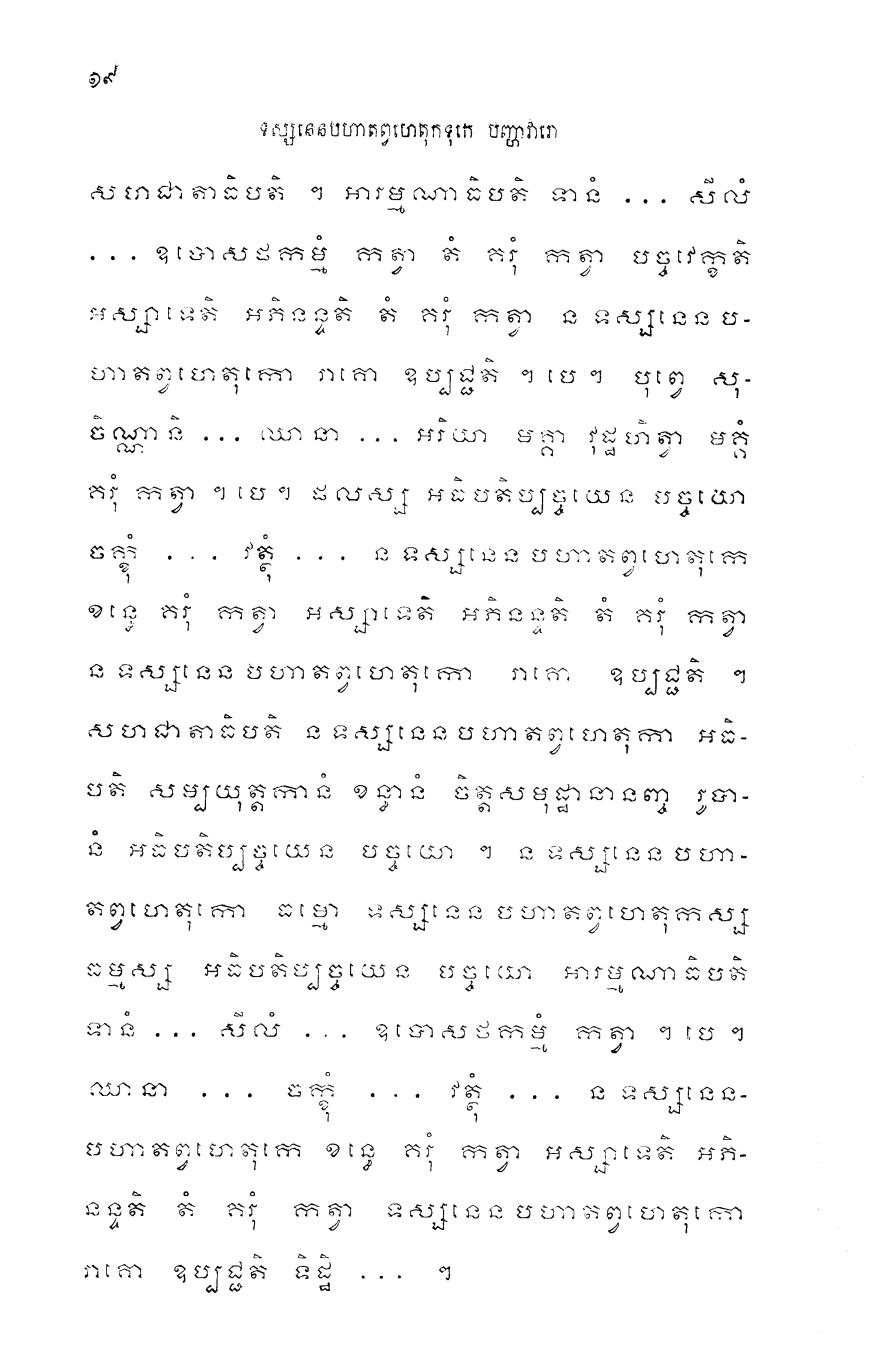 ១៩
ទស្សនេនបហាតព្វហេតុកទុកេ បញ្ហាវារោ
សហជាតាធិបតិ ។ អារម្មណាធិបតិ ទានំ ... សីលំ
... ឧបោសថកម្មំ កត្វា តំ គរុំ កត្វា បច្ចវេក្ខតិ
អស្សាទេតិ អភិនន្ទតិ តំ គរុំ កត្វា ន ទស្សនេនប-
ហាតព្វហេតុកោ រាគោ ឧប្បជ្ជតិ ។ បេ ។ បុព្វេ សុ-
ចិណ្ណានិ ... ឈានា ... អរិយា មគ្គា វុដ្ឋហិត្វា មគ្គំ
គរុំ កត្វា ។ បេ ។ ផលស្ស អធិបតិប្បច្ចយេន បច្ចយោ
ចក្ខុំ ... វត្ថុំ ... ន ទស្សនេនបហាតព្វហេតុកេ
ខន្ធេ គរុំ កត្វា អស្សាទេតិ អភិនន្ទតិ តំ គរុំ កត្វា
ន ទស្សនេនបហាតព្វហេតុកោ រាគោ ឧប្បជ្ជតិ ។
សហជាតាធិបតិ ន ទស្សនេនបហាតព្វហេតុកា អធិ-
បតិ សម្បយុត្តកានំ ខន្ធានំ ចិត្តសមុដ្ឋានានញ្ច រូបា-
នំ អធិបតិប្បច្ចយេន បច្ចយោ ។ ន ទស្សនេនបហា-
តព្វហេតុកោ ធម្មោ ទស្សនេនបហាតព្វហេតុកស្ស
ធម្មស្ស អធិបតិប្បច្ចយេន បច្ចយោ អារម្មណាធិបតិ
ទានំ ... សីលំ ... ឧបោសថកម្មំ កត្វា ។ បេ ។
ឈានា ... ចក្ខុំ ... វត្ថុំ ... ន ទស្សនេន-
បហាតព្វហេតុកេ ខន្ធេ គរុំ កត្វា អស្សាទេតិ អភិ-
នន្ទតិ តំ គរុំ កត្វា ទស្សនេនបហាតព្វហេតុកោ
រាគោ ឧប្បជ្ជតិ ទិដ្ឋិ ... ។